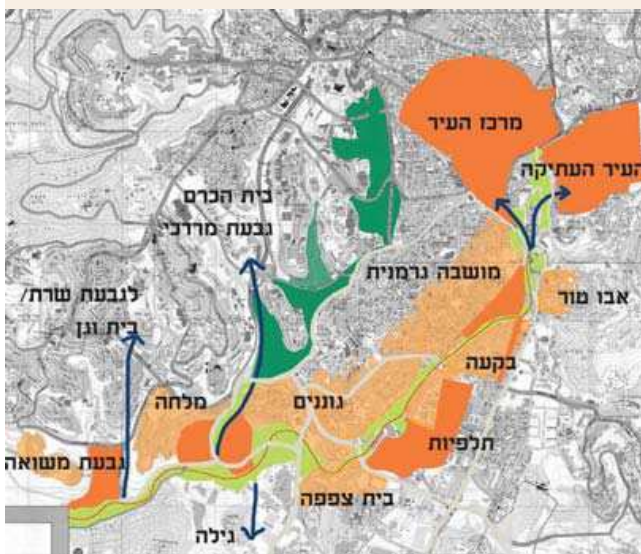 מרכז העיר
העיר העתיקה
בית הכרם
גבעת מרדכי
מושבה גרמנית
לגבעת שרת/
בית וגן
אבו טור
בקעה
מלחה
גוננים
תלפיות
גבעת משואה
בית צפפה
גילה